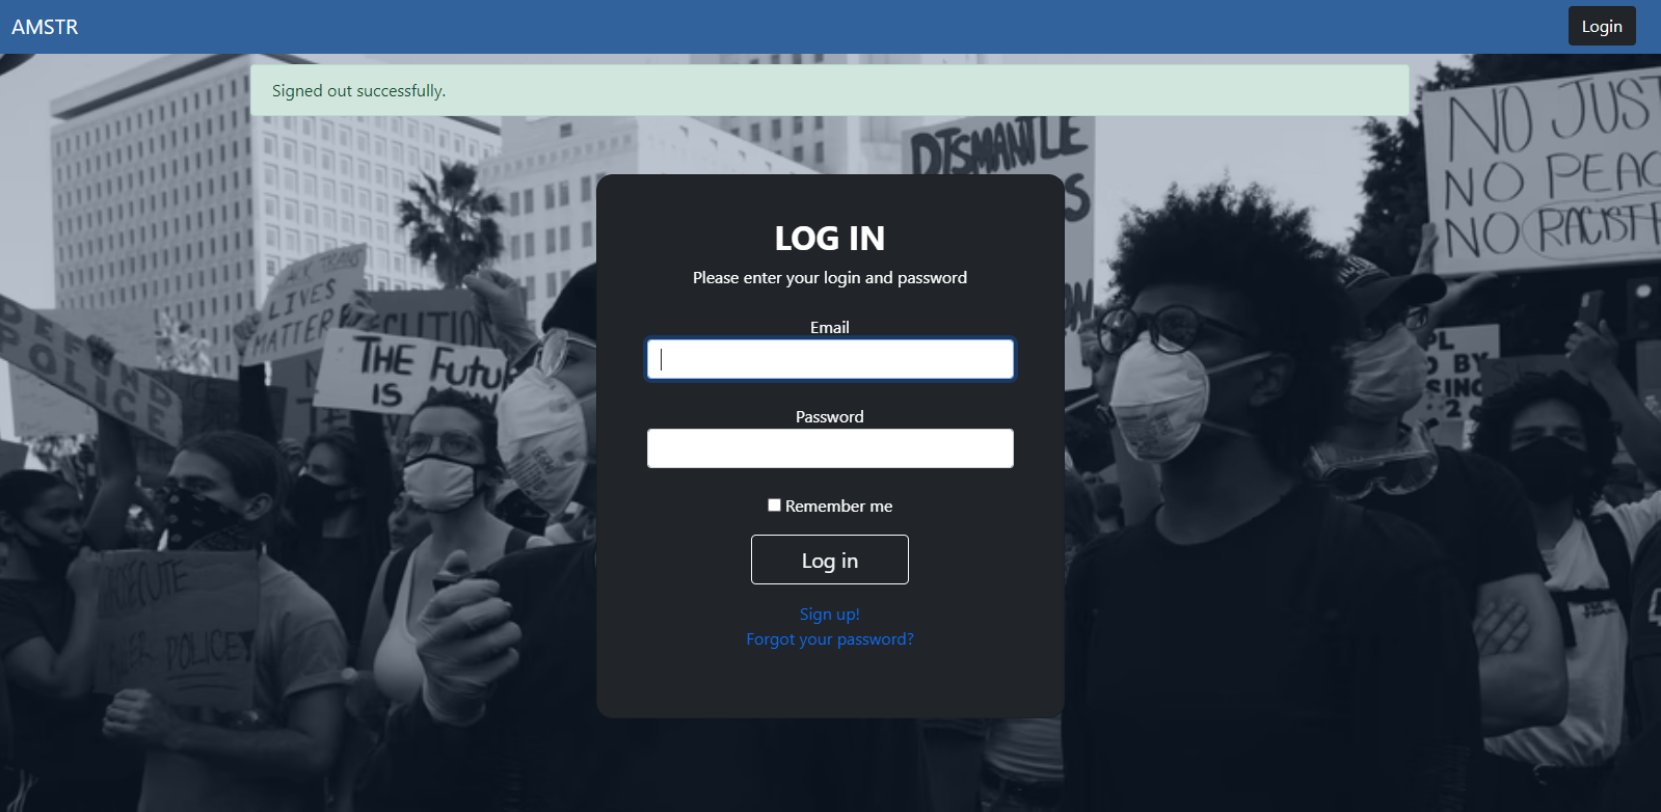 AMSTR
Login
Signed out successfully.
DISMANTLE
NO JUST
NO PEAC
NO RACIST
LOG IN
Please enter your login and password
Email
Password
Remember me
Log in
Sign up!
Forgot your password?
TRANS
LIVES
MATTER
DEFUND
POLICE
THE Futu
IS
BY